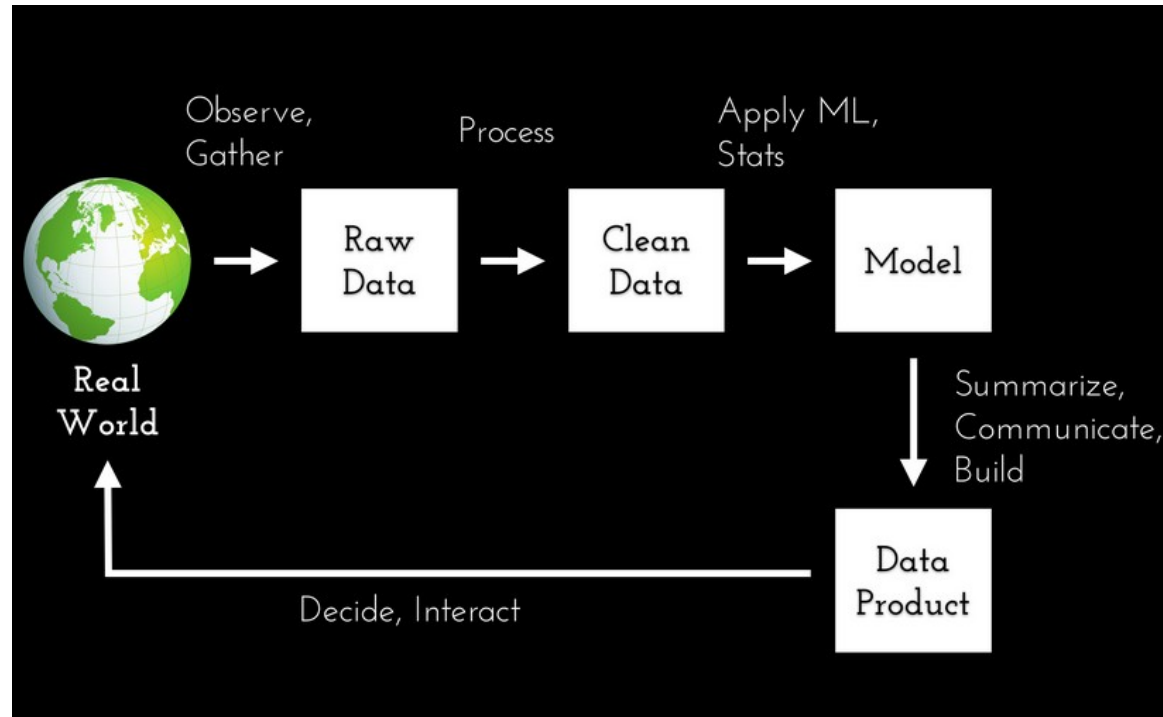 Observe,
Gather
Process
Apply ML,
Stats
Raw
Data
Clean
Data
Model
Real
World
Summarize,
Communicate,
Build
Data
Product
Decide, Interact